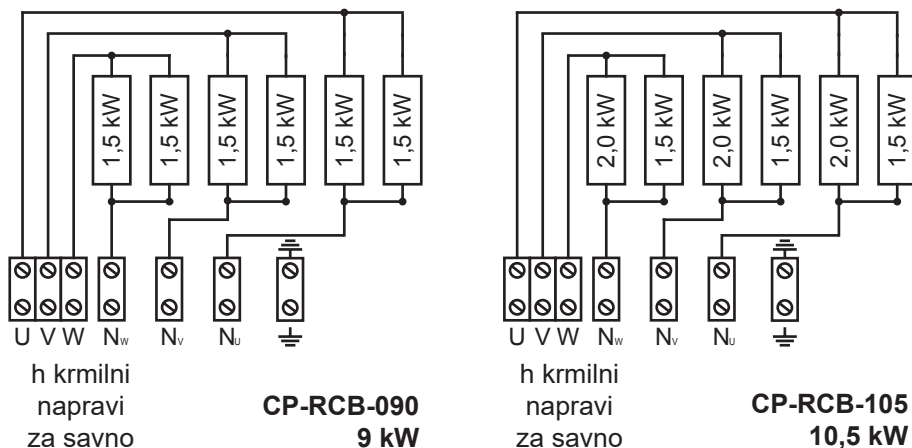 1,5 kW 1,5 kW 1,5 kW 1,5 kW 1,5 kW 1,5 kW
U V W NW NV NU
h krmilni
napravi
za savno
CP-RCB-090
9 kW
2,0 kW 1,5 kW 2,0 kW 1,5 kW 2,0 kW 1,5 kW
U V W NW NV NU
h krmilni
napravi
za savno
CP-RCB-105
10,5 kW